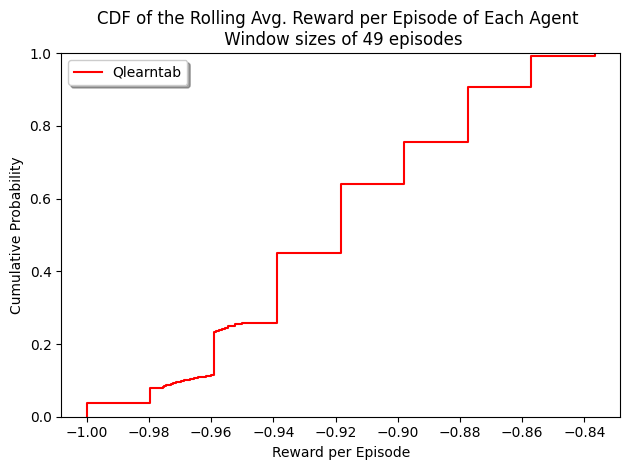 CDF of the Rolling Avg. Reward per Episode of Each Agent
Window sizes of 49 episodes
Qlearntab
Cumulative Probability
1.0
0.8
0.6
0.4
0.2
0.0
−1.00 −0.98 −0.96 −0.94 −0.92 −0.90 −0.88 −0.86 −0.84
Reward per Episode